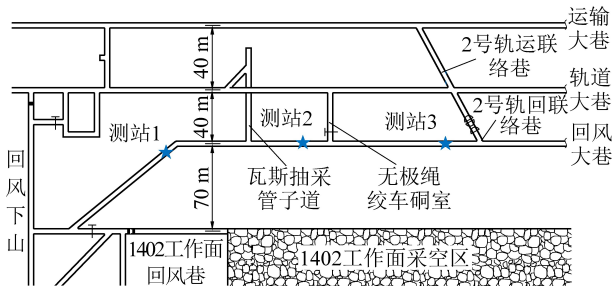 运输
大巷
2号轨运联
络巷
40 m
轨道
大巷
2号轨回联
络巷
40 m
测站1
测站2
测站3
回风
大巷
瓦斯抽采
管子道
无极绳
绞车硐室
70 m
回
风
下
山
1402工作面
回风巷
1402工作面采空区